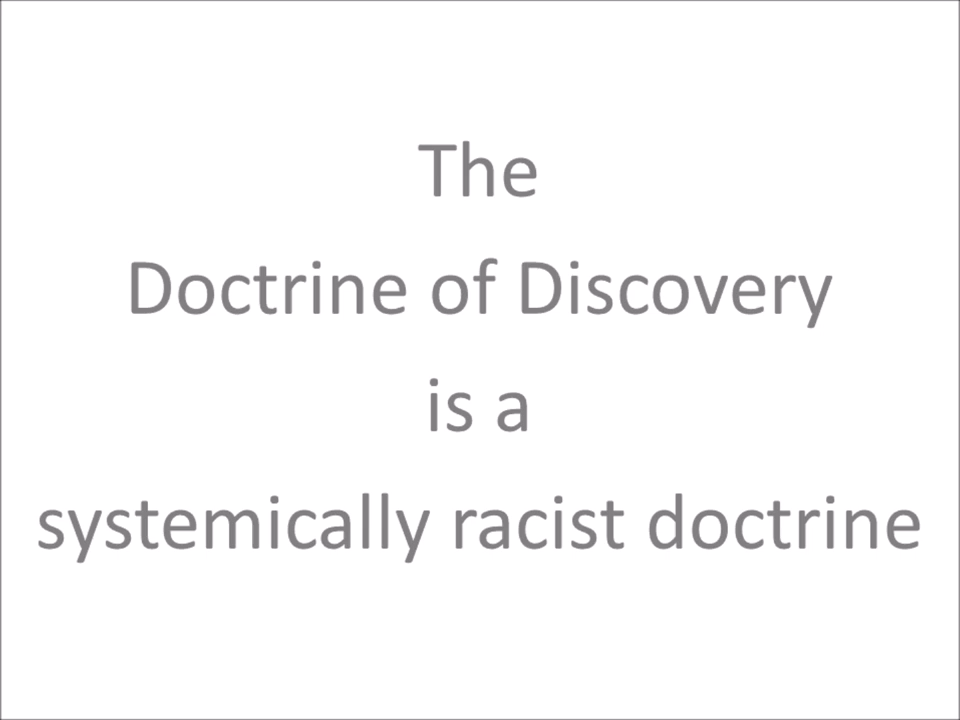 The
Doctrine of Discovery
is a
systemically racist doctrine